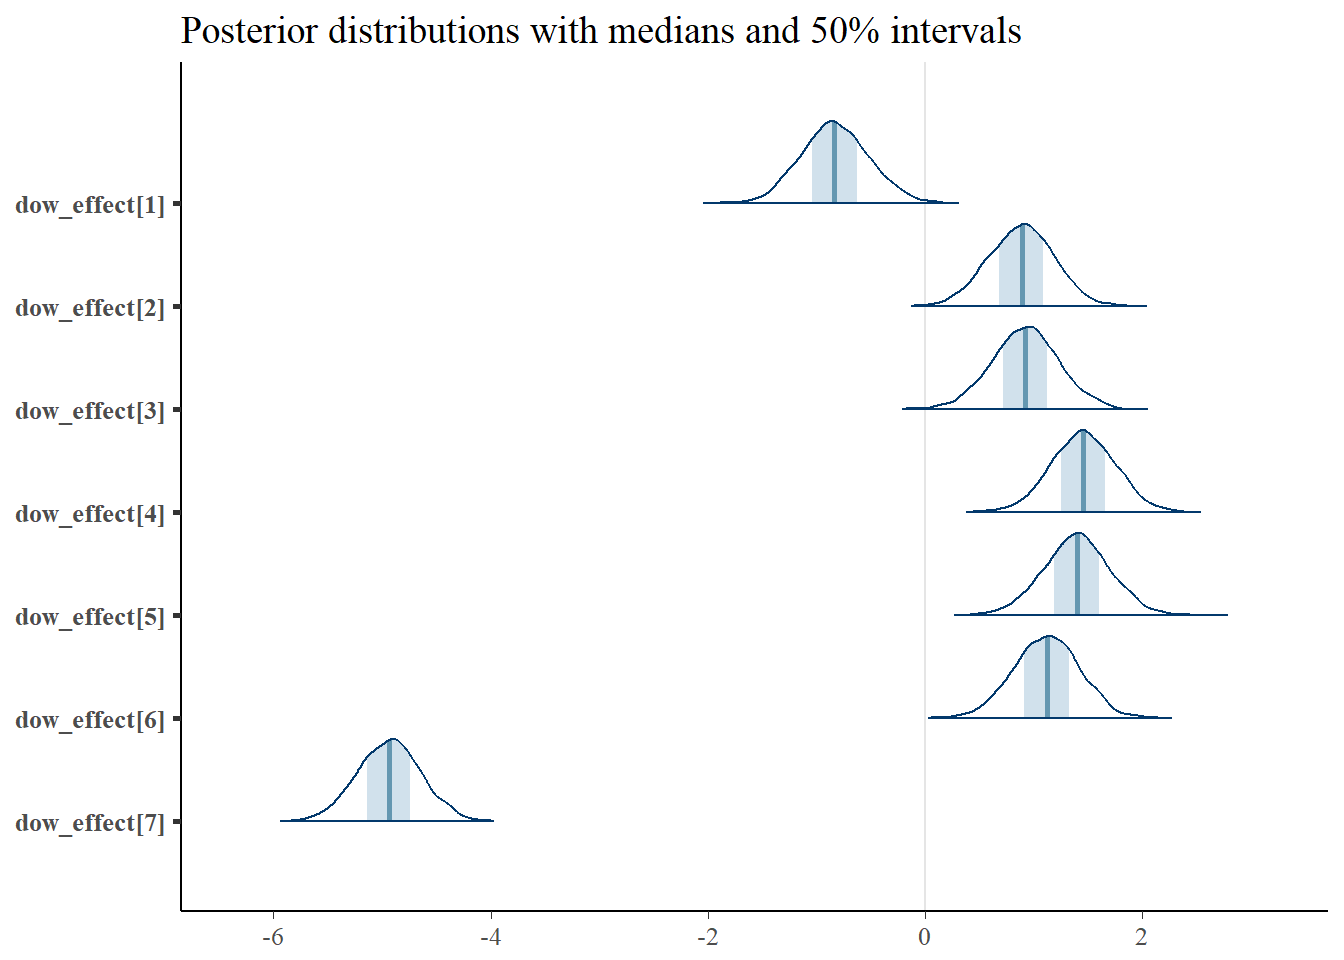 Posterior distributions with medians and 50% intervals
dow_effect[1]
dow_effect[2]
dow_effect[3]
dow_effect[4]
dow_effect[5]
dow_effect[6]
dow_effect[7]
-6 -4 -2 0 2